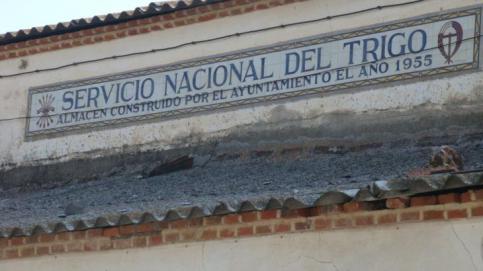 SERVICIO NACIONAL DEL TRIGO
ALMACEN CONSTRUIDO POR EL AYUNTAMIENTO EL AÑO 1955